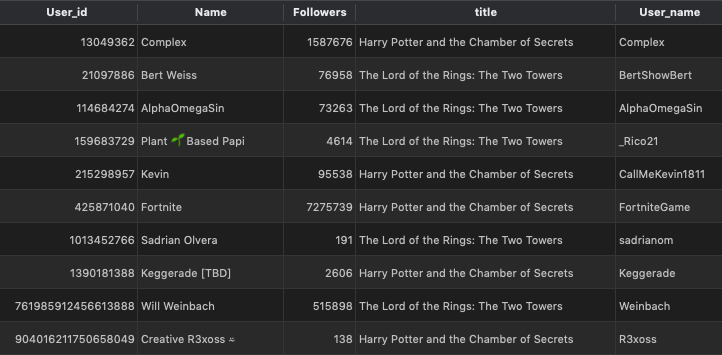 User_id Name Followers title User_name
13049362 Complex 1587676 Harry Potter and the Chamber of Secrets Complex
21097886 Bert Weiss 76958 The Lord of the Rings: The Two Towers BertShowBert
114684274 AlphaOmegaSin 73263 The Lord of the Rings: The Two Towers AlphaOmegaSin
159683729 Plant 🌱Based Papi 4614 The Lord of the Rings: The Two Towers _Rico21
215298957 Kevin 95538 Harry Potter and the Chamber of Secrets CallMeKevin1811
425871040 Fortnite 7275739 Harry Potter and the Chamber of Secrets FortniteGame
1013452766 Sadrian Olvera 191 The Lord of the Rings: The Two Towers sadrianom
1390181388 Keggerade [TBD] 2606 Harry Potter and the Chamber of Secrets Keggerade
761985912456613888 Will Weinbach 515898 The Lord of the Rings: The Two Towers Weinbach
904016211750658049 Creative R3xoss 138 Harry Potter and the Chamber of Secrets R3xoss